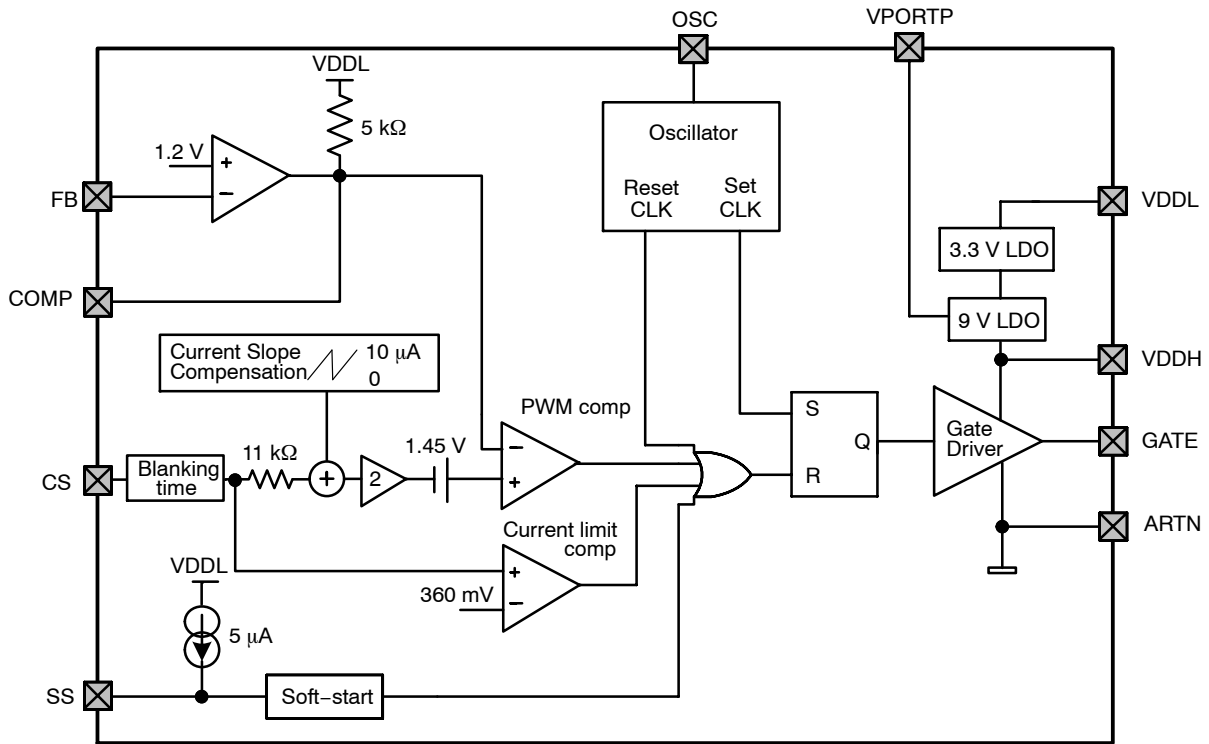 OSC
VPORTP
VDDL
5 kΩ
1.2 V
+
−
FB
COMP
Oscillator
Reset
CLK
Set
CLK
VDDL
3.3 V LDO
9 V LDO
VDDH
Current Slope
Compensation
10 μA
0
PWM comp
1.45 V
−
+
11 kΩ
+
2
CS
Blanking
time
S
Q
R
Gate
Driver
GATE
ARTN
Current limit
comp
+
−
360 mV
VDDL
5 μA
SS
Soft−start